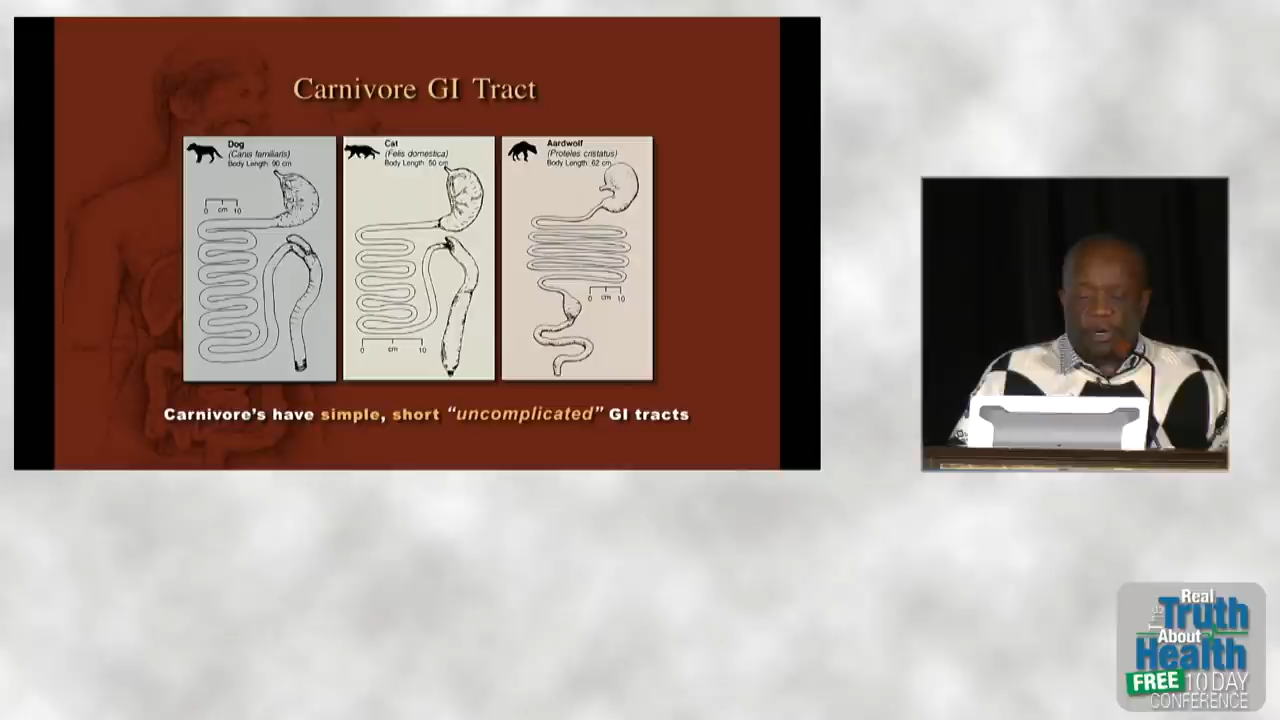 Carnivore GI Tract
Dog
(Canis familiaris)
Body Length: 90 cm
0 cm 10
Cat
(Felis domestica)
Body Length: 50 cm
0 cm 10
Aardwolf
(Proteles cristatus)
Body Length: 62 cm
0 cm 10
Carnivore's have simple, short "uncomplicated" GI tracts
The Real
Truth
About
Health
FREE 10 DAY
CONFERENCE